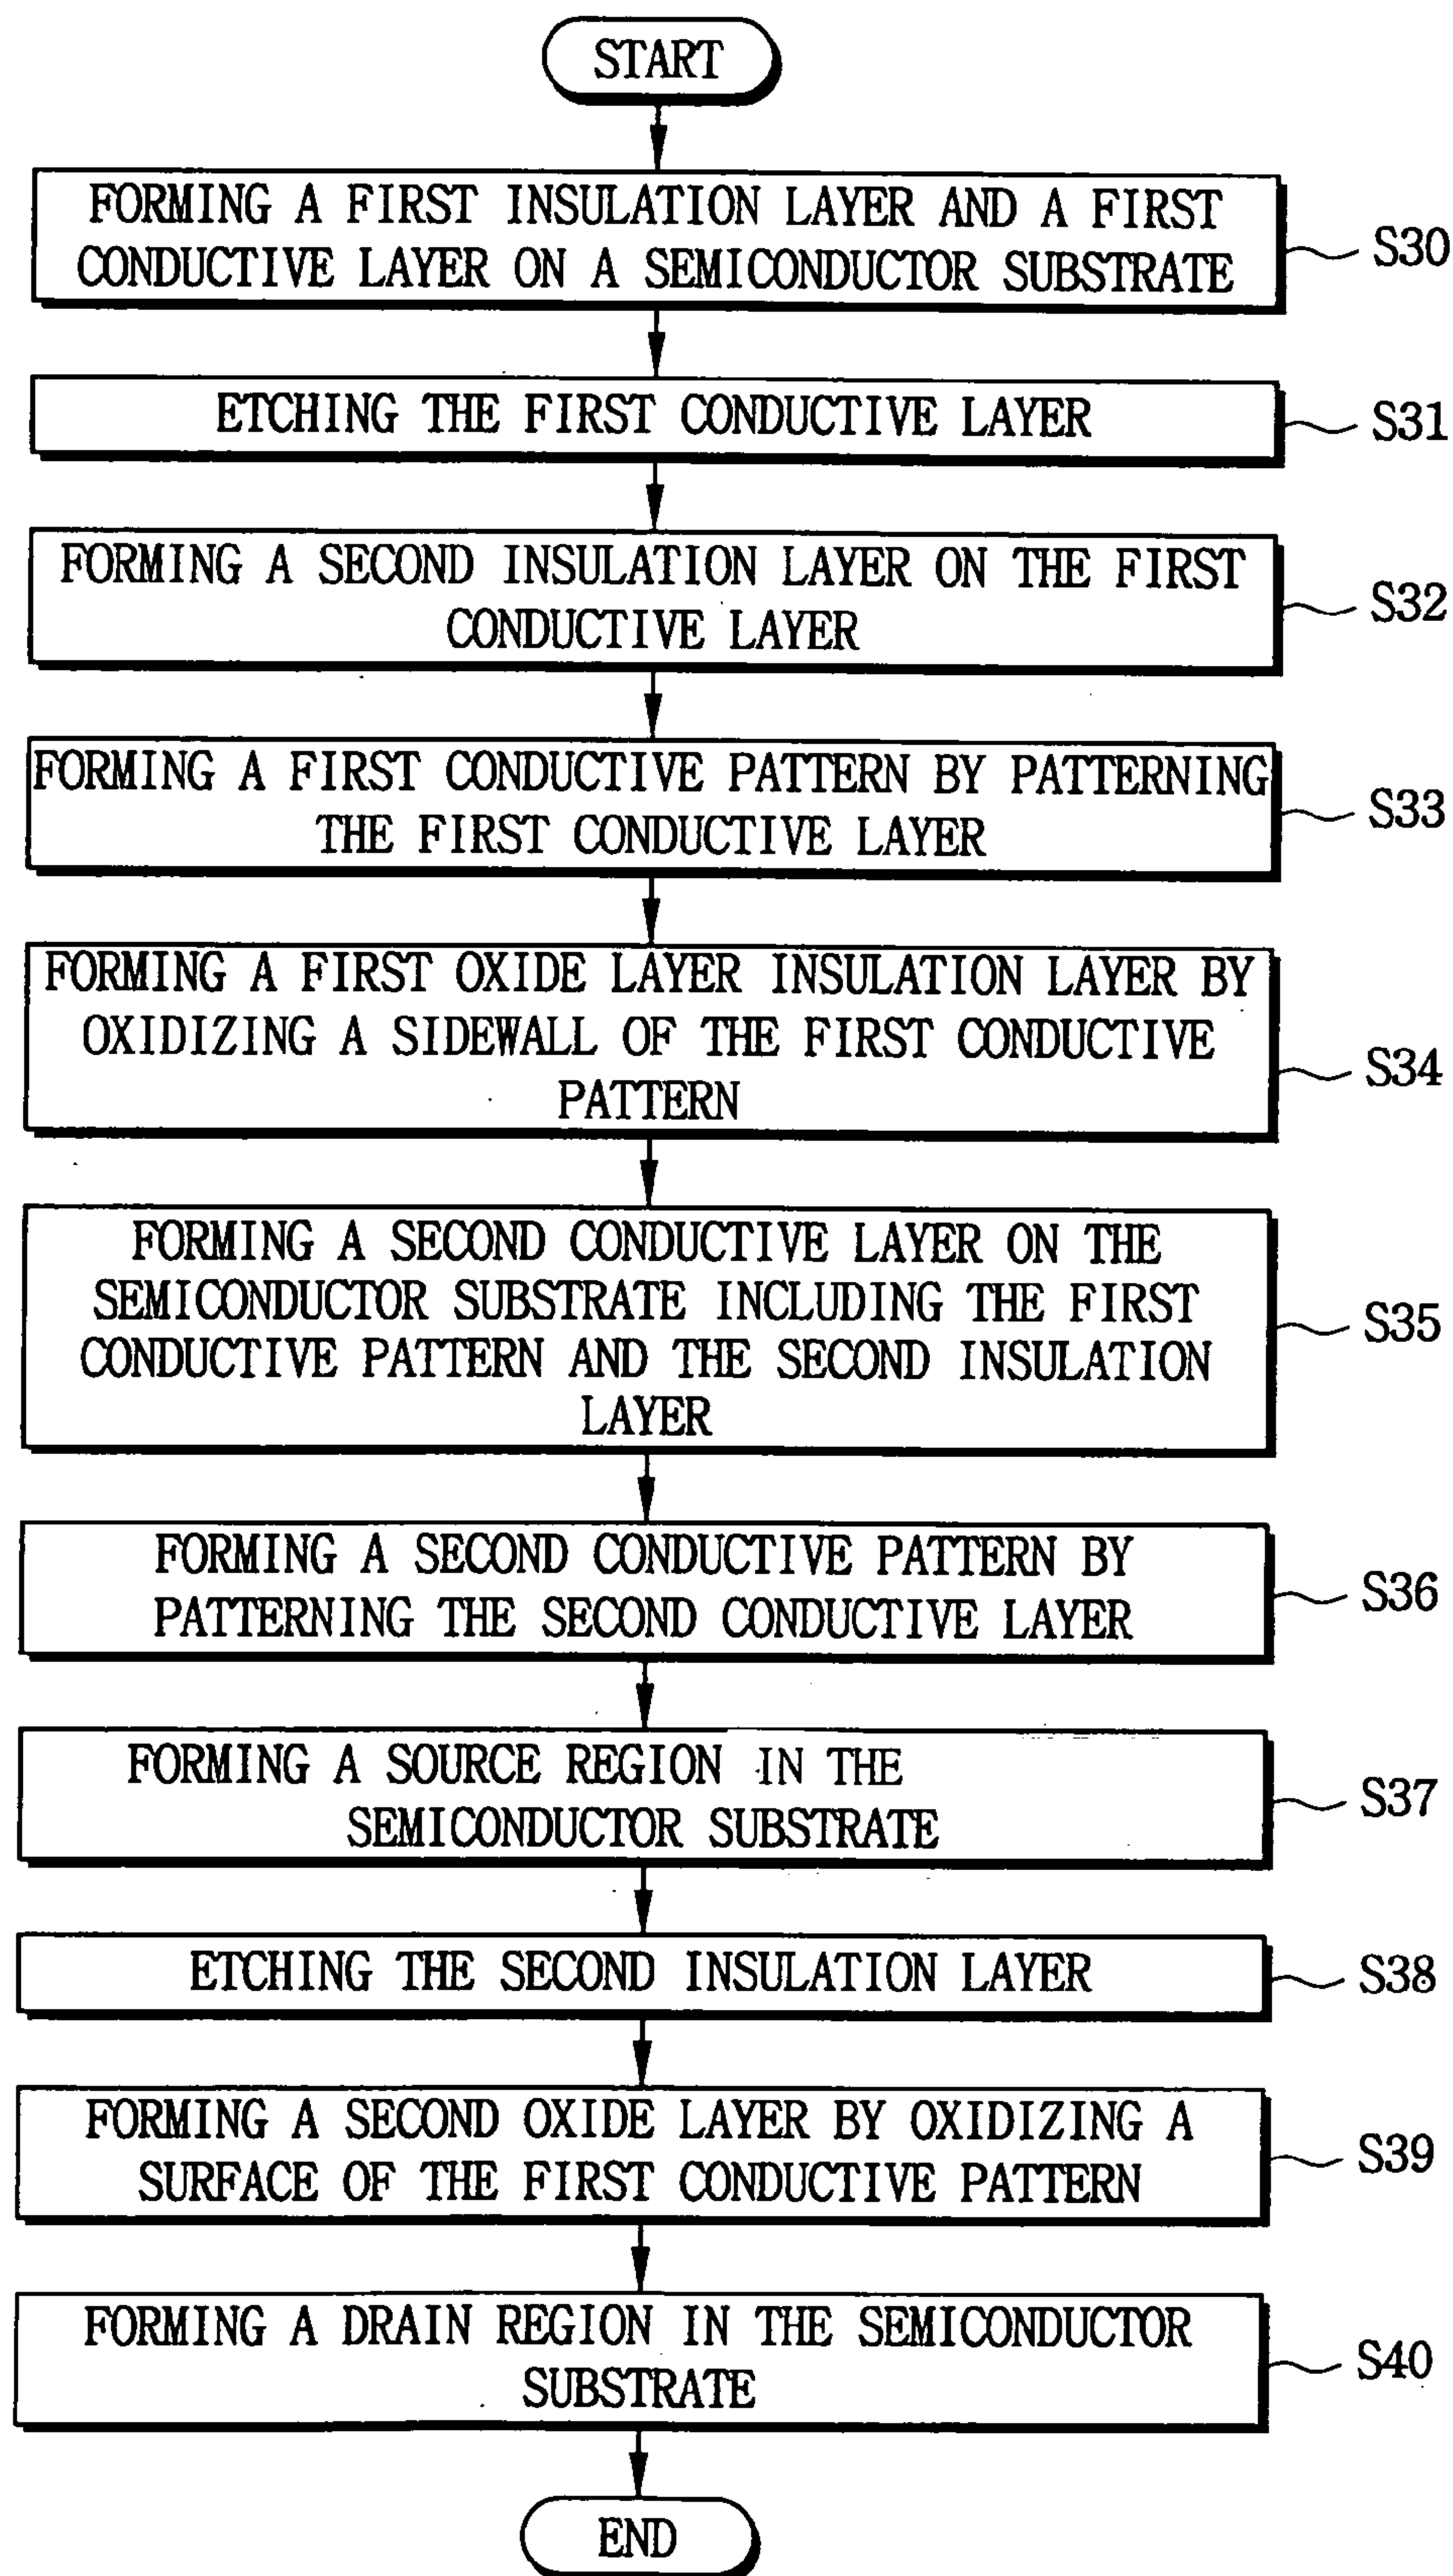 START
FORMING A FIRST INSULATION LAYER AND A FIRST
CONDUCTIVE LAYER ON A SEMICONDUCTOR SUBSTRATE
S30
ETCHING THE FIRST CONDUCTIVE LAYER
S31
FORMING A SECOND INSULATION LAYER ON THE FIRST
CONDUCTIVE LAYER
S32
FORMING A FIRST CONDUCTIVE PATTERN BY PATTERNING
THE FIRST CONDUCTIVE LAYER
S33
FORMING A FIRST OXIDE LAYER INSULATION LAYER BY
OXIDIZING A SIDEWALL OF THE FIRST CONDUCTIVE
PATTERN
S34
FORMING A SECOND CONDUCTIVE LAYER ON THE
SEMICONDUCTOR SUBSTRATE INCLUDING THE FIRST
CONDUCTIVE PATTERN AND THE SECOND INSULATION
LAYER
S35
FORMING A SECOND CONDUCTIVE PATTERN BY
PATTERNING THE SECOND CONDUCTIVE LAYER
S36
FORMING A SOURCE REGION IN THE
SEMICONDUCTOR SUBSTRATE
S37
ETCHING THE SECOND INSULATION LAYER
S38
FORMING A SECOND OXIDE LAYER BY OXIDIZING A
SURFACE OF THE FIRST CONDUCTIVE PATTERN
S39
FORMING A DRAIN REGION IN THE SEMICONDUCTOR
SUBSTRATE
S40
END